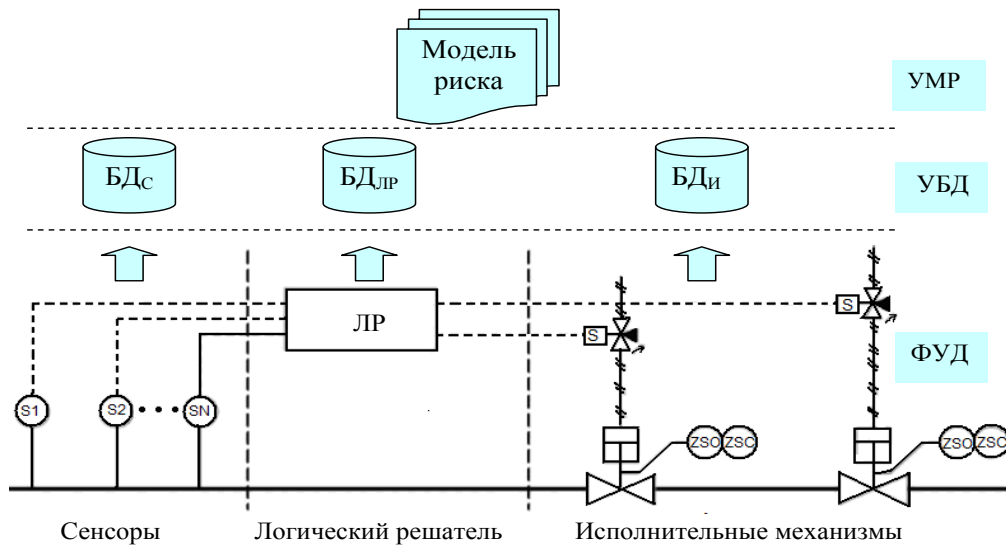 Модель
риска
УМР
БДС
БДЛР
БДИ
УБД
S
ЛР
S
ФУД
S1
S2
SN
ZSO
ZSC
ZSO
ZSC
Сенсоры
Логический решатель
Исполнительные механизмы